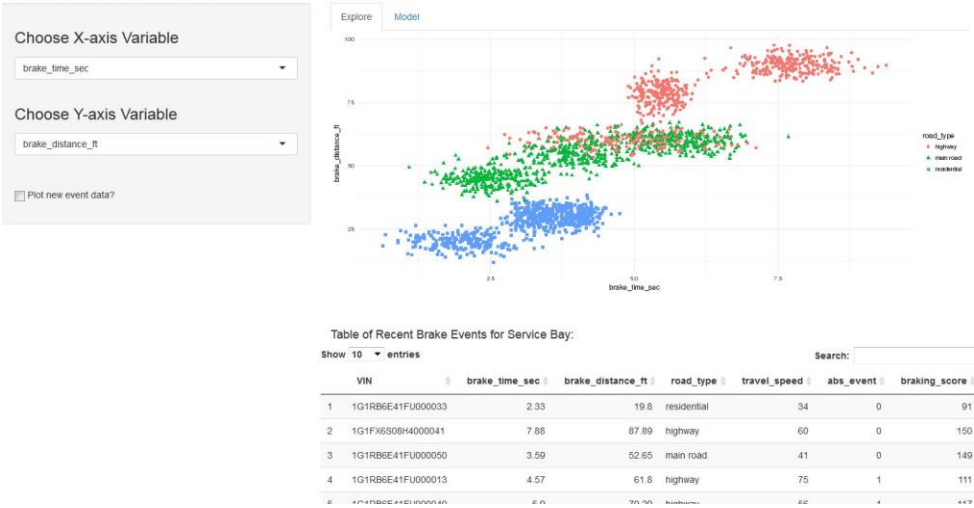 Choose X-axis Variable
brake_time_sec
Choose Y-axis Variable
brake_distance_ft
Plot new event data?
Explore Model
100
75
50
25
brake_distance_ft
2.5 5.0 7.5
brake_time_sec
road_type
highway
main road
residential
Table of Recent Brake Events for Service Bay:
Show 10 entries Search:
VIN brake_time_sec brake_distance_ft road_type travel_speed abs_event braking_score
1 1G1RB6E41FU000033 2.33 19.8 residential 34 0 91
2 1G1FX6S08H4000041 7.88 87.89 highway 60 0 150
3 1G1RB6E41FU000050 3.59 52.65 main road 41 0 149
4 1G1RB6E41FU000013 4.57 61.8 highway 75 1 111